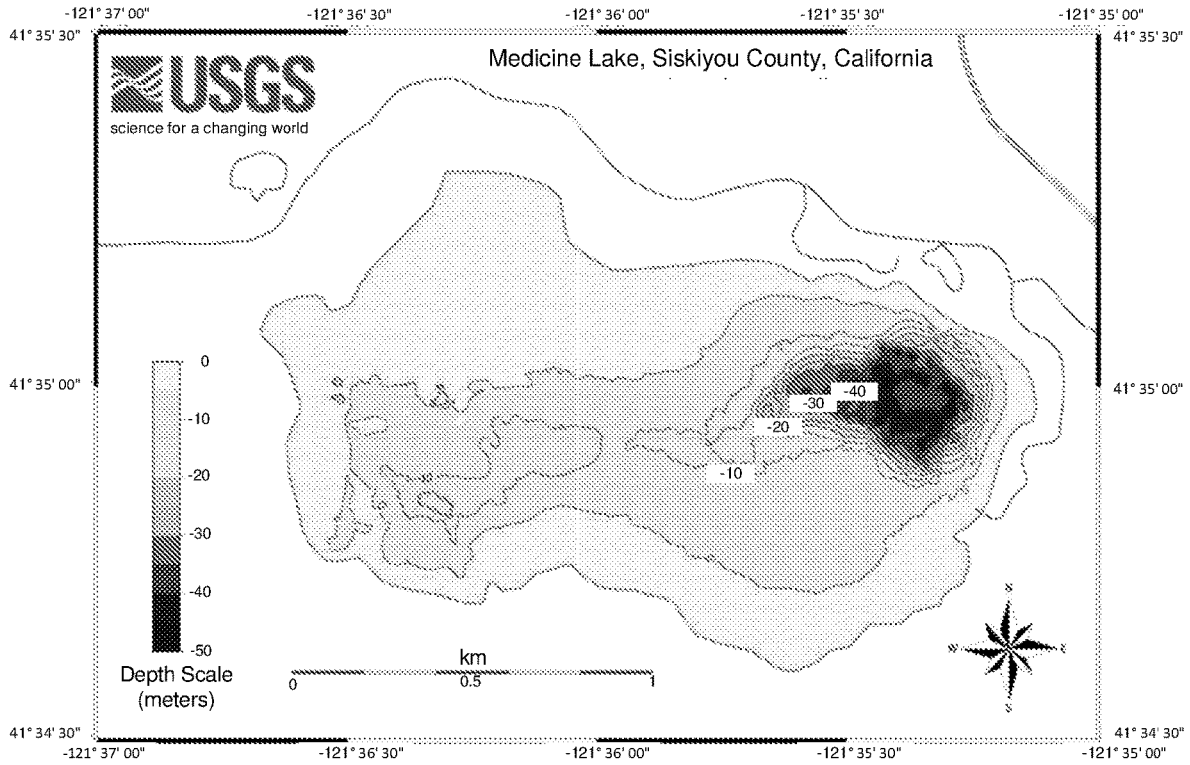 -121°37' 00" -121°36' 30" -121°36' 00" -121°35' 30" -121°35' 00"
41°35' 30" 41°35' 30"
Medicine Lake, Siskiyou County, California
USGS
science for a changing world
0
-10
-20
-30
-40
-50
Depth Scale
(meters)
41°35' 00" 41°35' 00"
-40
-30
-20
-10
km
0 0.5 1
41°34' 30" 41°34' 30"
-121°37' 00" -121°36' 30" -121°36' 00" -121°35' 30" -121°35' 00"